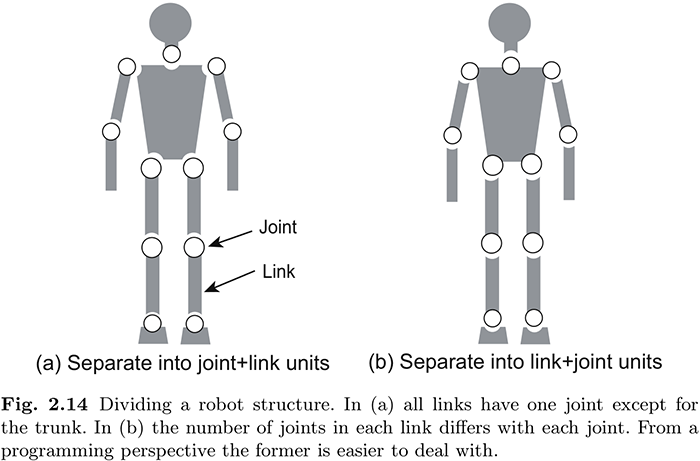 Joint
Link
(a) Separate into joint+link units
(b) Separate into link+joint units
Fig. 2.14 Dividing a robot structure. In (a) all links have one joint except for
the trunk. In (b) the number of joints in each link differs with each joint. From a
programming perspective the former is easier to deal with.